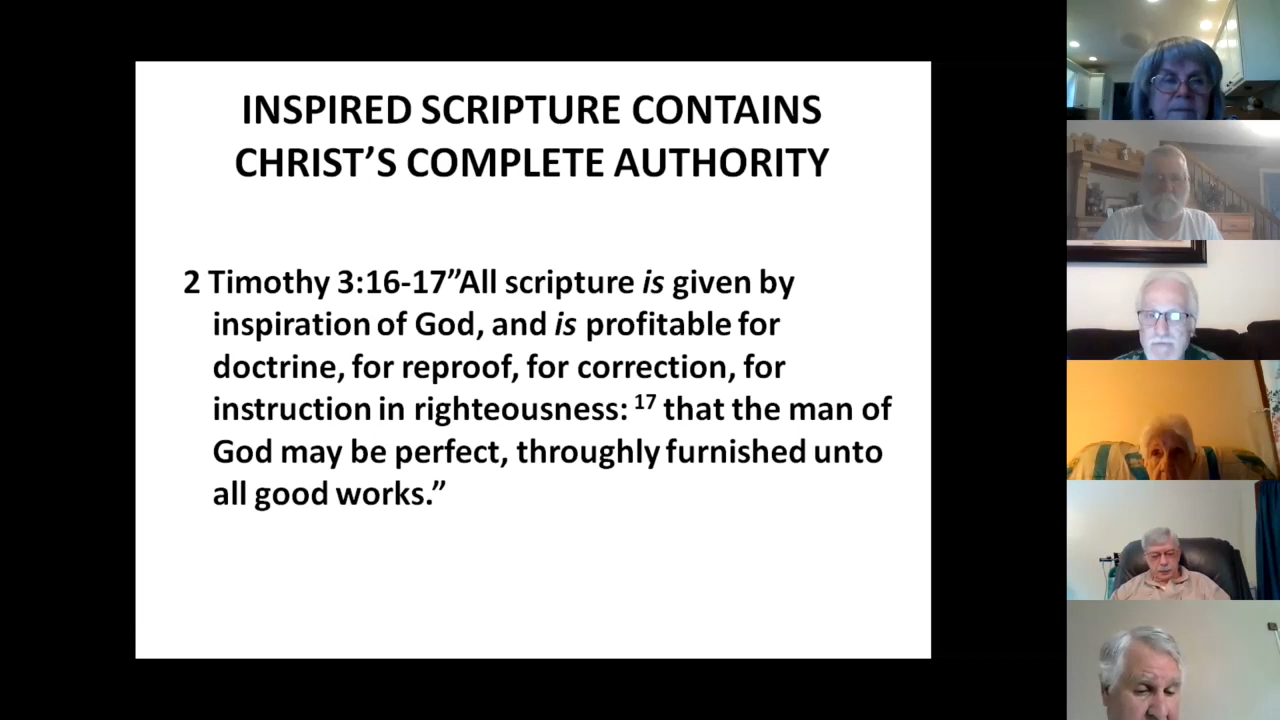 INSPIRED SCRIPTURE CONTAINS
CHRIST’S COMPLETE AUTHORITY
2 Timothy 3:16-17”All scripture is given by
inspiration of God, and is profitable for
doctrine, for reproof, for correction, for
instruction in righteousness: 17 that the man of
God may be perfect, throughly furnished unto
all good works.”